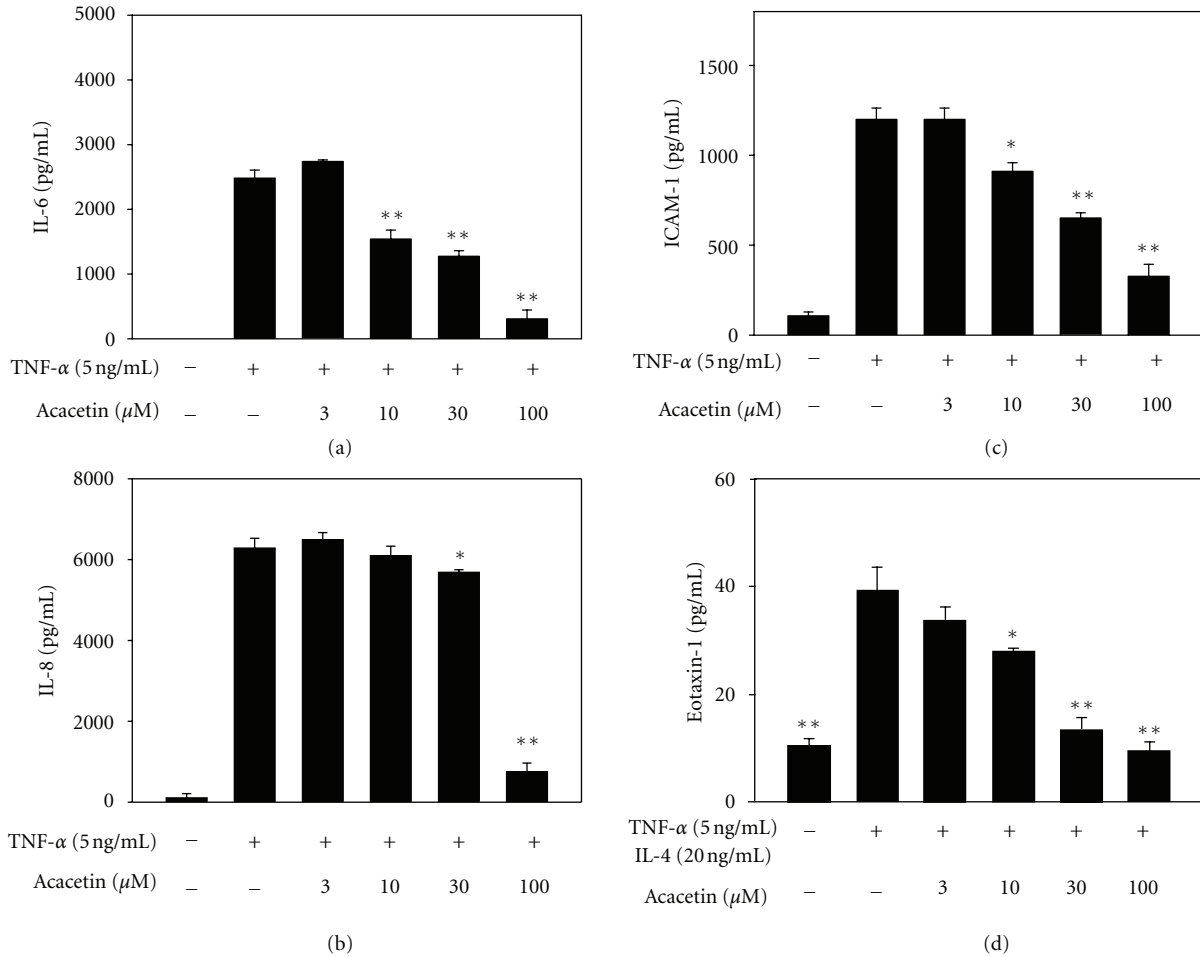 5000
4000
3000
2000
1000
0
IL-6 (pg/mL)
** ** **
TNF-α (5 ng/mL) − + + + + +
Acacetin (μM) − − 3 10 30 100
(a)
8000
6000
4000
2000
0
IL-8 (pg/mL)
* **
TNF-α (5 ng/mL) − + + + + +
Acacetin (μM) − − 3 10 30 100
(b)
1500
1000
500
0
ICAM-1 (pg/mL)
* ** **
TNF-α (5 ng/mL) − + + + + +
Acacetin (μM) − − 3 10 30 100
(c)
60
40
20
0
Eotaxin-1 (pg/mL)
** * ** **
TNF-α (5 ng/mL) − + + + + +
IL-4 (20 ng/mL)
Acacetin (μM) − − 3 10 30 100
(d)